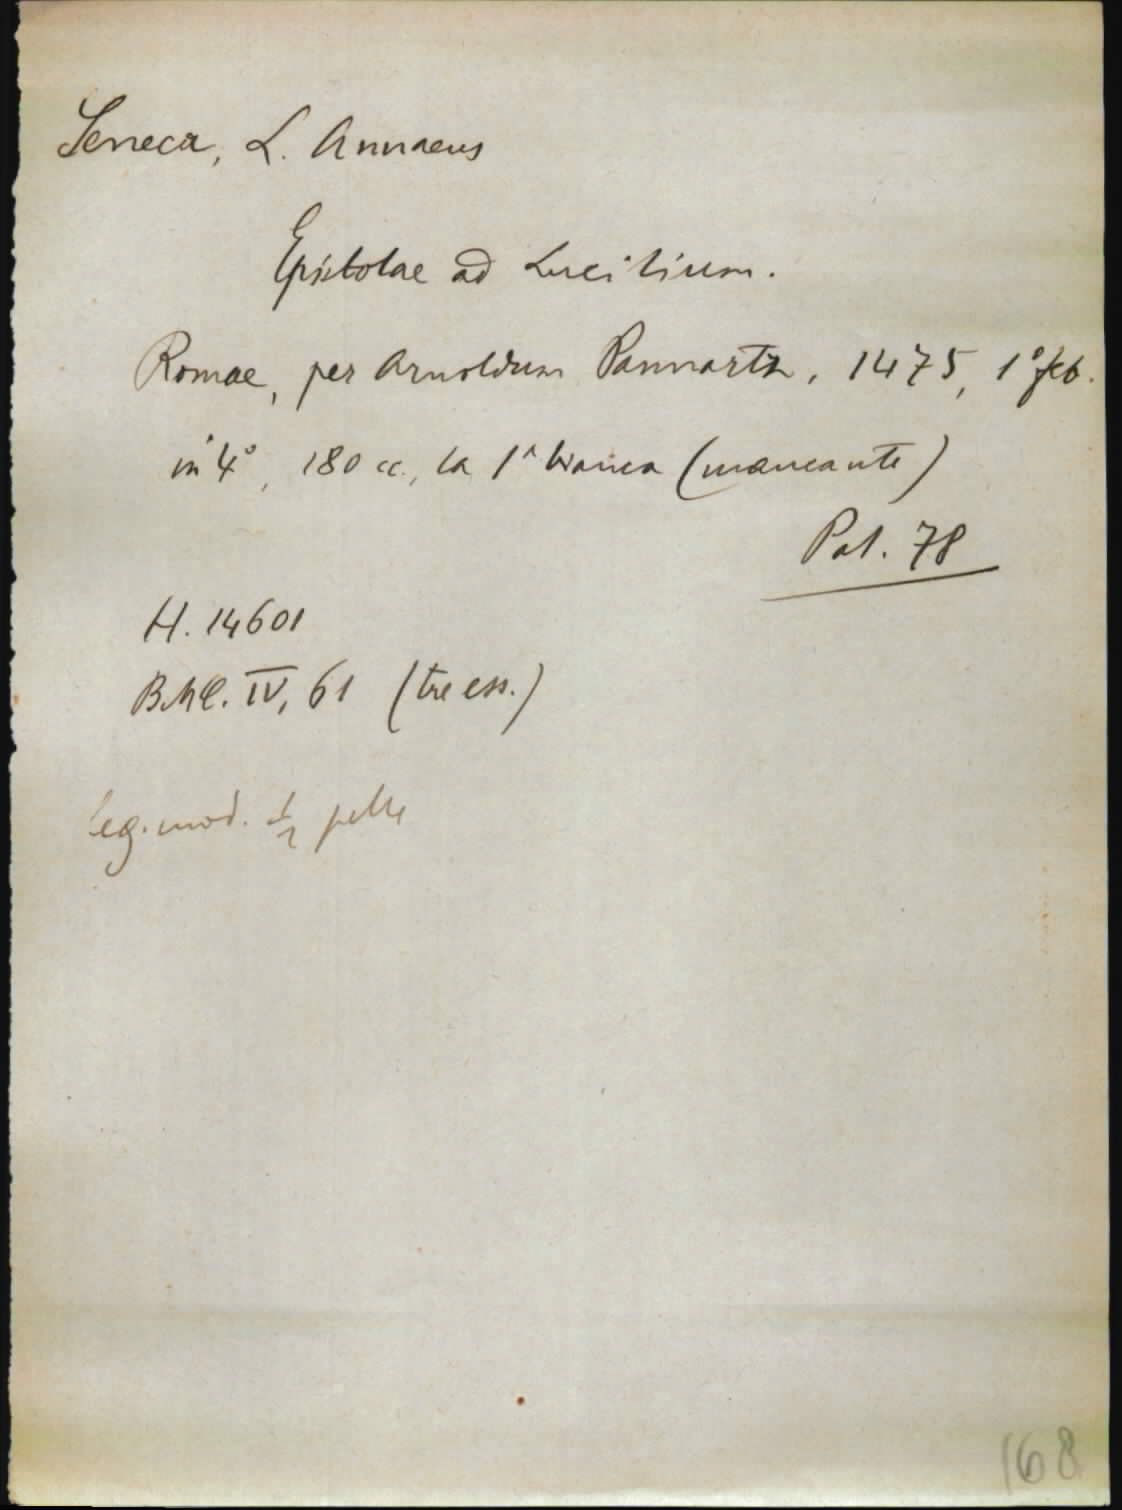 Seneca, L. Annaeus
Epistolae ad Lucilium.
Romae, per Arnoldum Pannartz, 1475, 1° feb.
in 4°, 180 cc., la 1ª bianca (mancante)
Pal. 78
H. 14601
BMC. IV, 61 (tre ess.)
leg. mod. ½ pelle
168